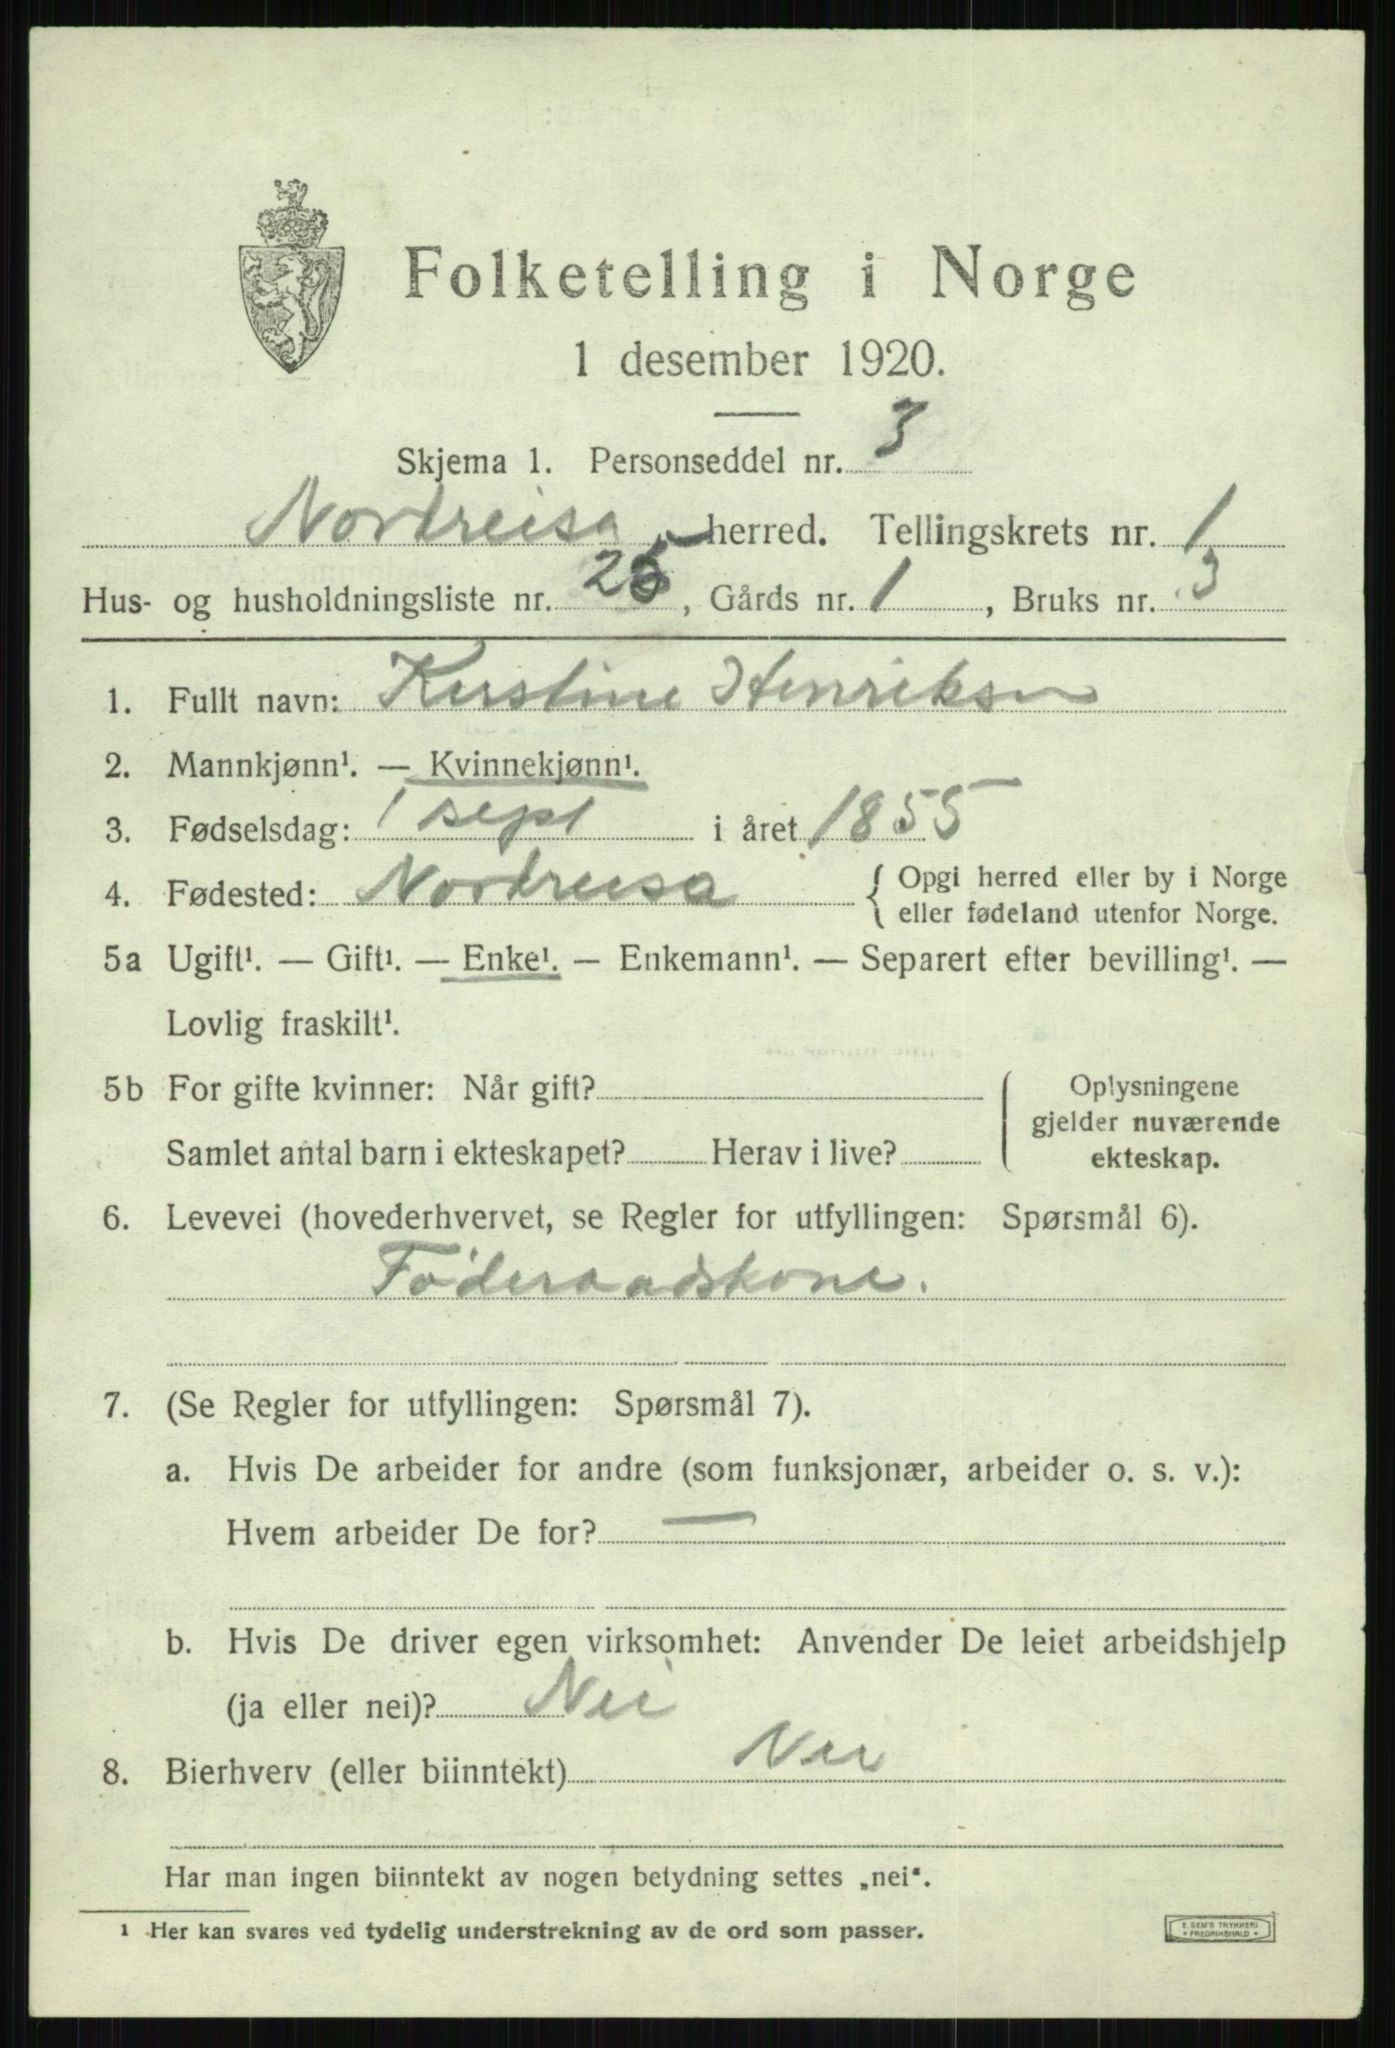 Folketelling i Norge
1 desember 1920.
Skjema 1. Personseddel nr. 3
Nordreisa herred. Tellingskrets nr. 1
Hus- og husholdningsliste nr. 25, Gårds nr. 1, Bruks nr. 3
1. Fullt navn: Kirstine Henriksen
2. Mannkjønn¹. — Kvinnekjønn¹.
3. Fødselsdag: 1 sept i året 1855
4. Fødested: Nordreisa { Opgi herred eller by i Norge
eller fødeland utenfor Norge.
5a Ugift¹. — Gift¹. — Enke¹. — Enkemann¹. — Separert efter bevilling¹. —
Lovlig fraskilt¹.
5b For gifte kvinner: Når gift? Oplysningene
gjelder nuværende
Samlet antal barn i ekteskapet? Herav i live? ekteskap.
6. Levevei (hovederhvervet, se Regler for utfyllingen: Spørsmål 6).
Føderaadskone.
7. (Se Regler for utfyllingen: Spørsmål 7).
a. Hvis De arbeider for andre (som funksjonær, arbeider o. s. v.):
Hvem arbeider De for? —
b. Hvis De driver egen virksomhet: Anvender De leiet arbeidshjelp
(ja eller nei)? Nei
8. Bierhverv (eller biinntekt) Nei
Har man ingen biinntekt av nogen betydning settes „nei“.
1 Her kan svares ved tydelig understrekning av de ord som passer.
E. SEM'S TRYKKERI
* FREDRIKSHALD *